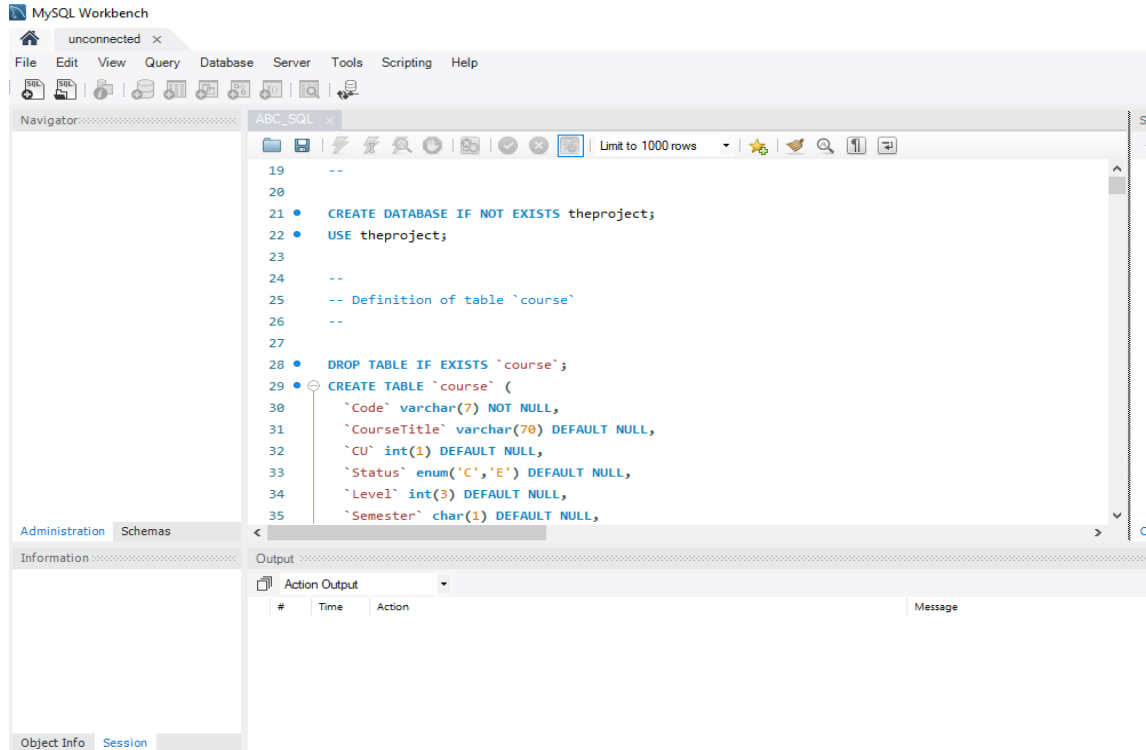 MySQL Workbench
unconnected ×
File Edit View Query Database Server Tools Scripting Help
Navigator
ABC_SQL ×
Limit to 1000 rows
19 --
20
21 CREATE DATABASE IF NOT EXISTS theproject;
22 USE theproject;
23
24 --
25 -- Definition of table `course`
26 --
27
28 DROP TABLE IF EXISTS `course`;
29 CREATE TABLE `course` (
30 `Code` varchar(7) NOT NULL,
31 `CourseTitle` varchar(70) DEFAULT NULL,
32 `CU` int(1) DEFAULT NULL,
33 `Status` enum('C','E') DEFAULT NULL,
34 `Level` int(3) DEFAULT NULL,
35 `Semester` char(1) DEFAULT NULL,
Administration Schemas
Information
Output
Action Output
# Time Action Message
Object Info Session